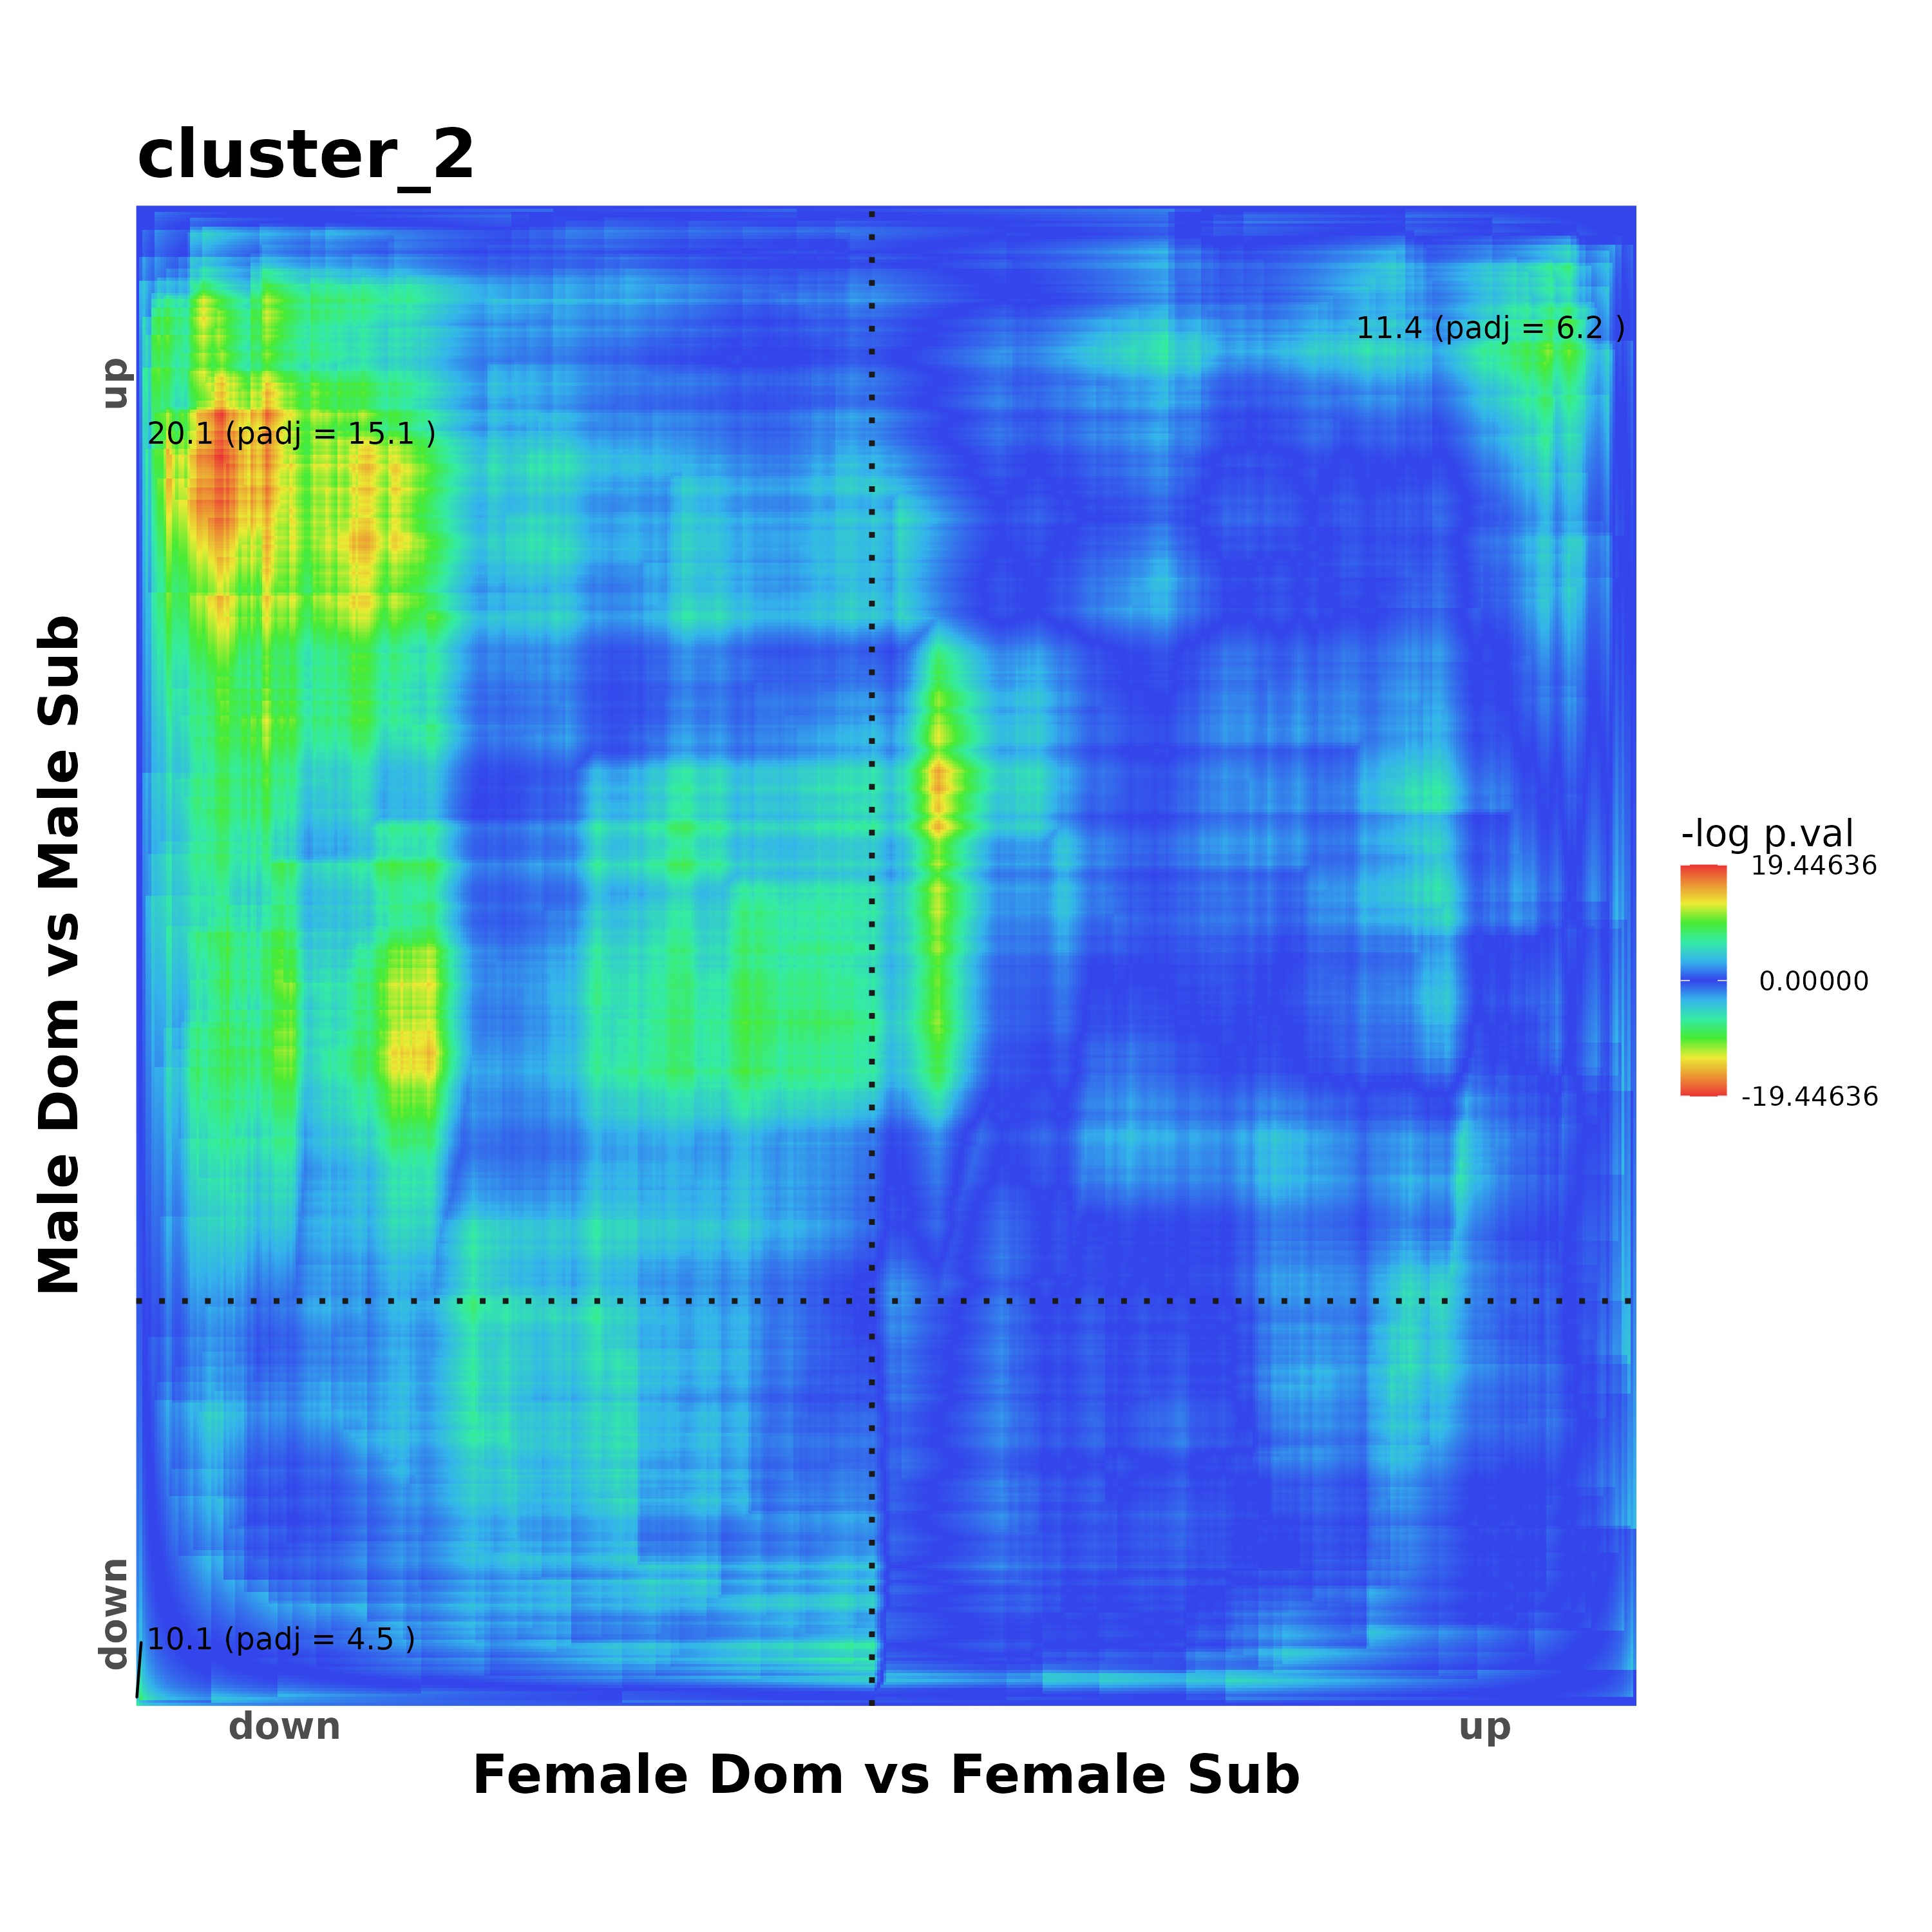 cluster_2
Male Dom vs Male Sub
up
down
11.4 (padj = 6.2 )
20.1 (padj = 15.1 )
10.1 (padj = 4.5 )
-log p.val
19.44636
0.00000
-19.44636
down
up
Female Dom vs Female Sub